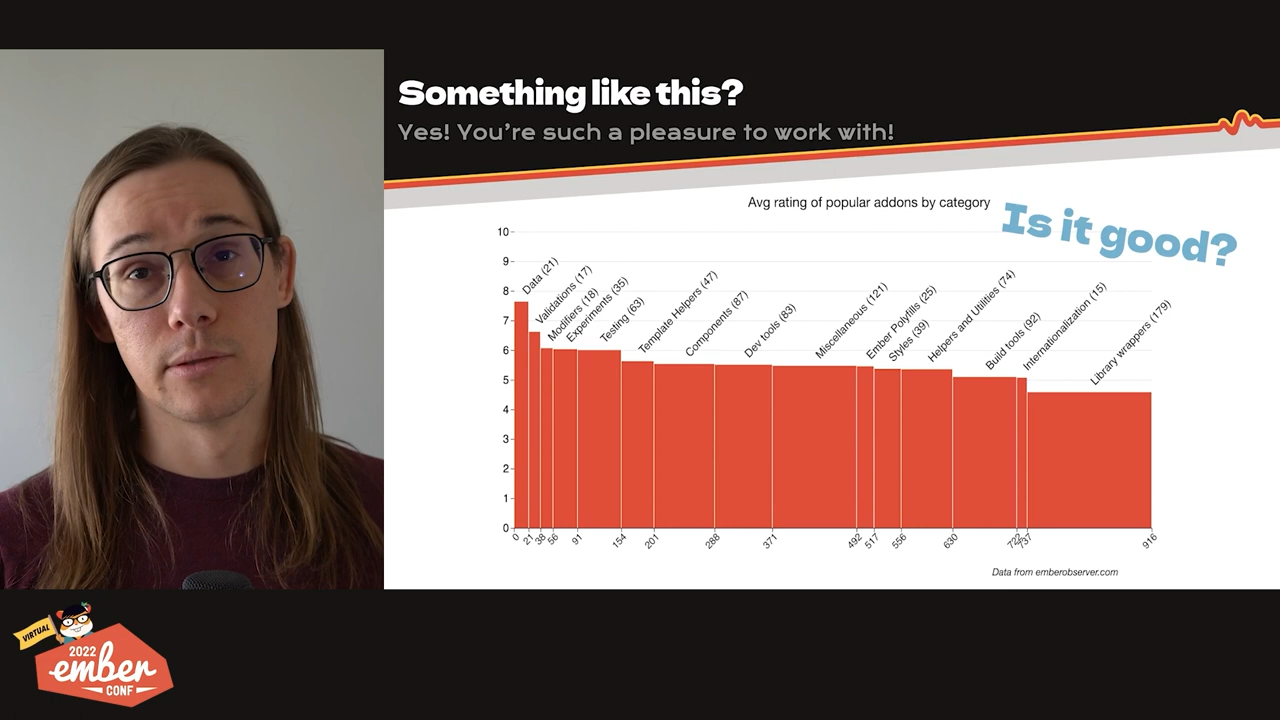 Something like this?
Yes! You're such a pleasure to work with!
Avg rating of popular addons by category
Is it good?
10
9
8
7
6
5
4
3
2
1
0
Data (21)
Validations (17)
Modifiers (18)
Experiments (35)
Testing (63)
Template Helpers (47)
Components (87)
Dev tools (83)
Miscellaneous (121)
Ember Polyfills (25)
Styles (39)
Helpers and Utilities (74)
Build tools (92)
Internationalization (15)
Library wrappers (179)
0
21
38
56
91
154
201
288
371
492
517
556
630
722
737
916
Data from emberobserver.com
VIRTUAL
2022
ember
CONF